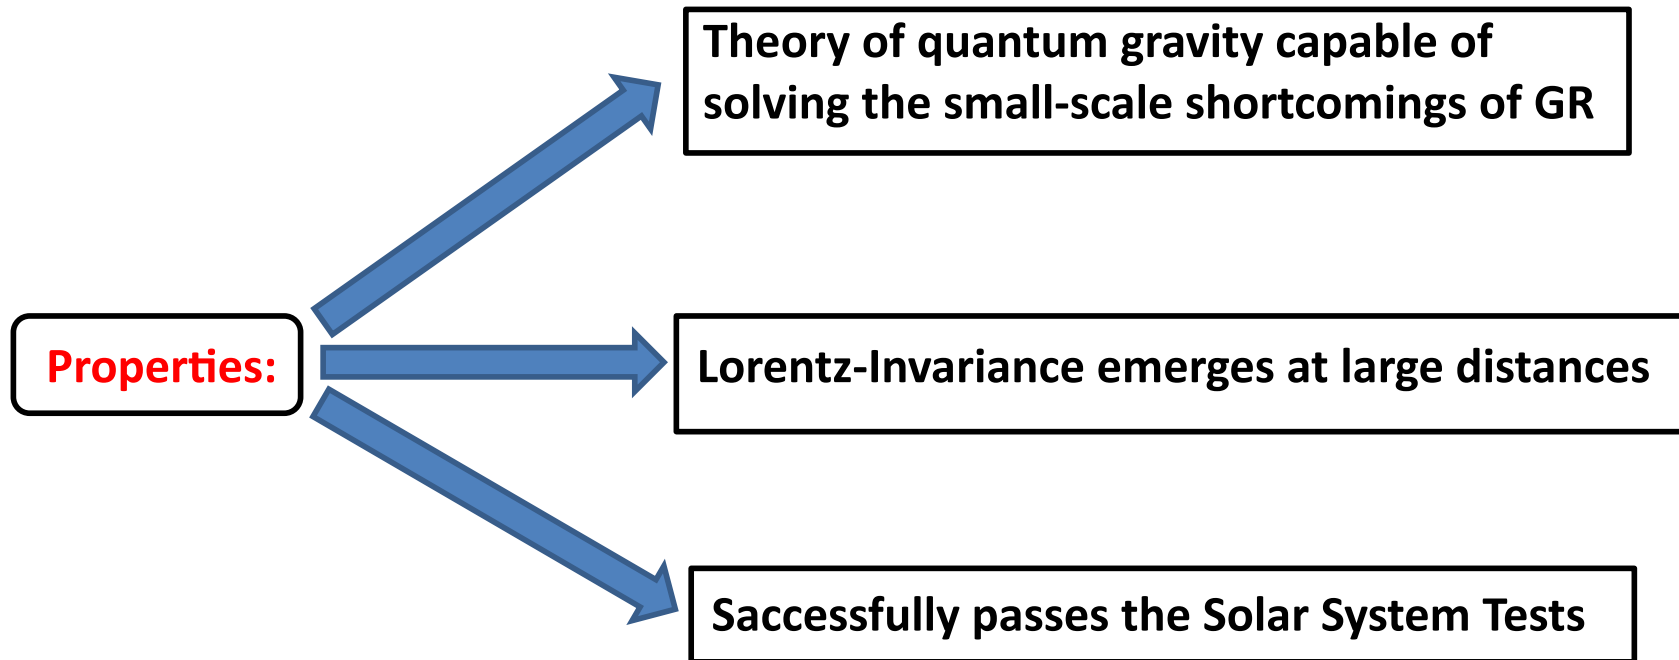 Theory of quantum gravity capable of
solving the small-scale shortcomings of GR
Properties:
Lorentz-Invariance emerges at large distances
Saccessfully passes the Solar System Tests